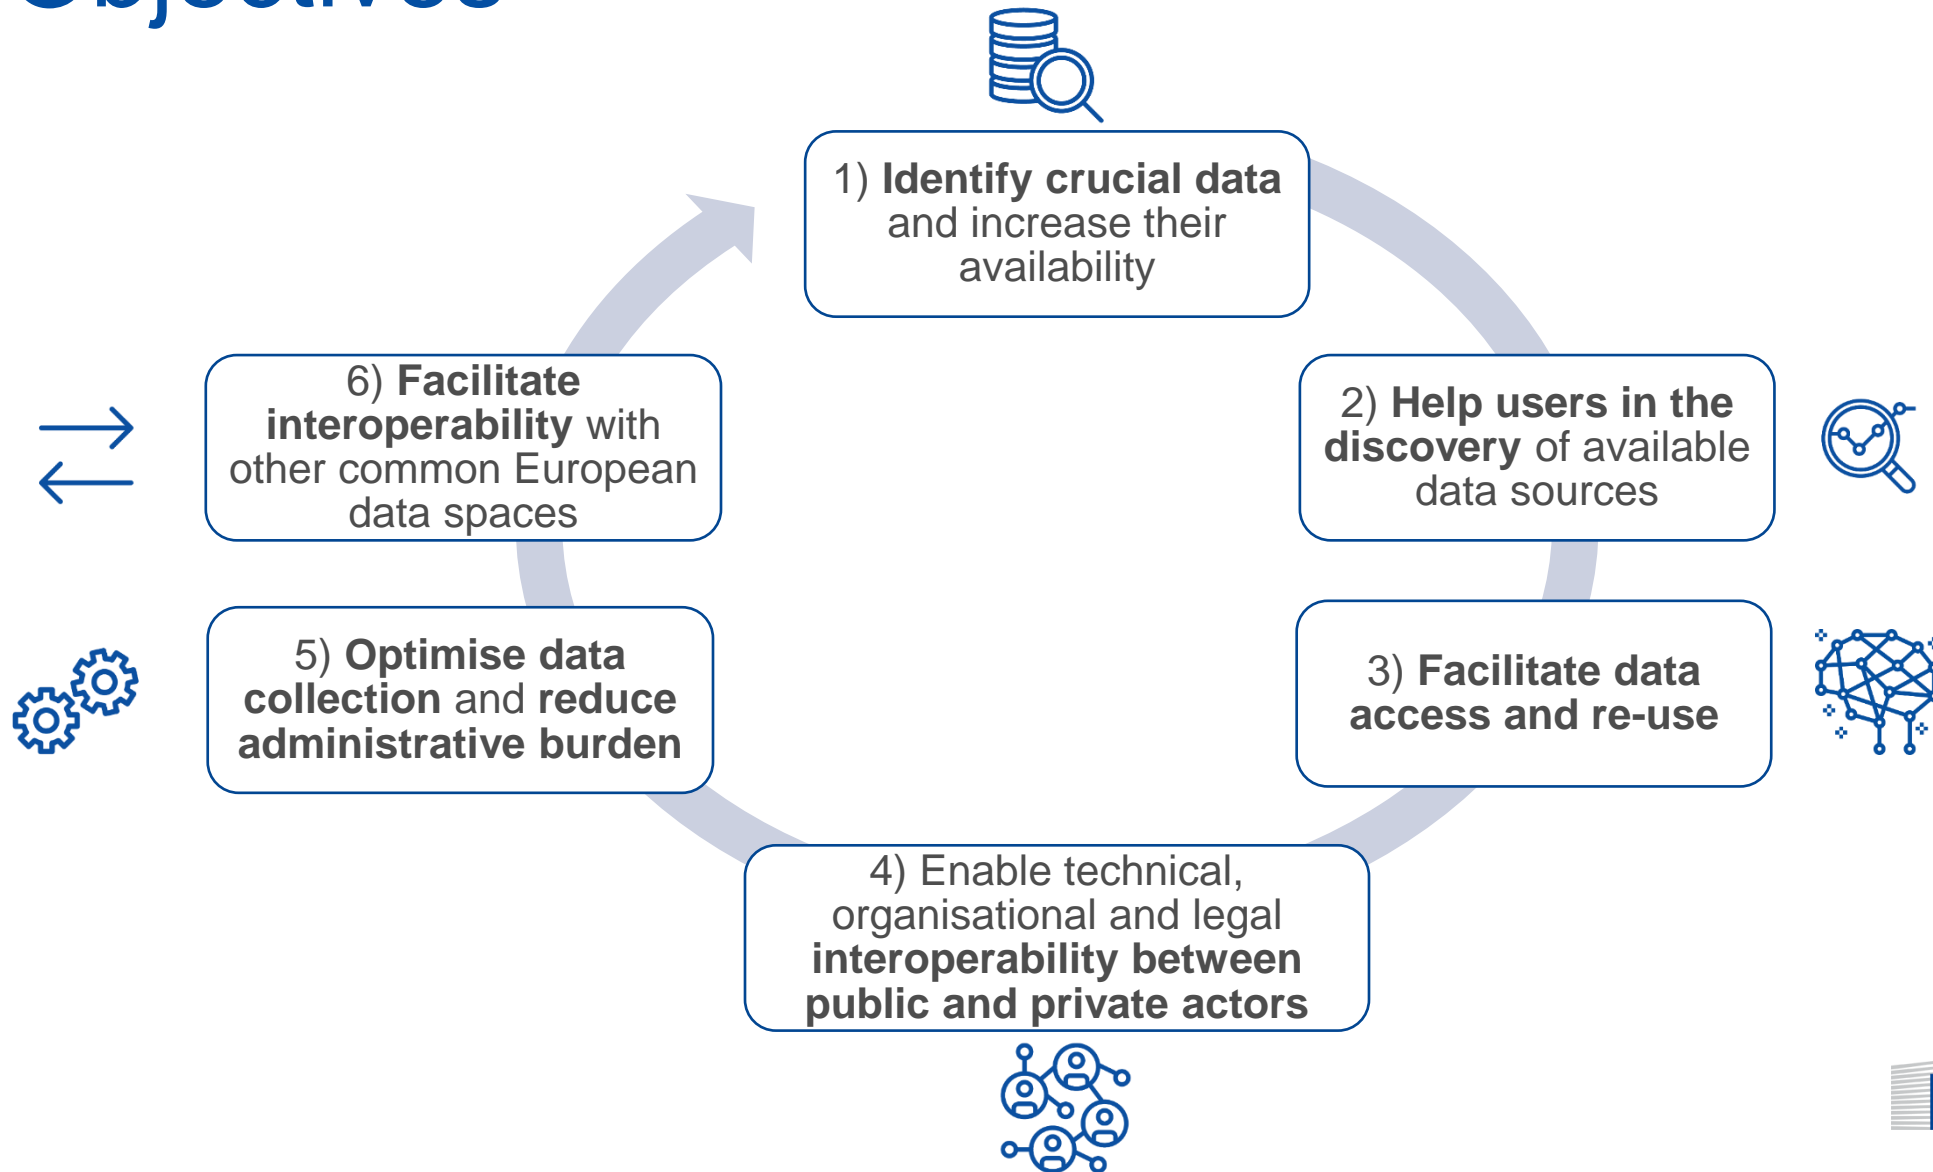 Objectives
1) Identify crucial data
and increase their
availability
2) Help users in the
discovery of available
data sources
3) Facilitate data
access and re-use
4) Enable technical,
organisational and legal
interoperability between
public and private actors
5) Optimise data
collection and reduce
administrative burden
6) Facilitate
interoperability with
other common European
data spaces